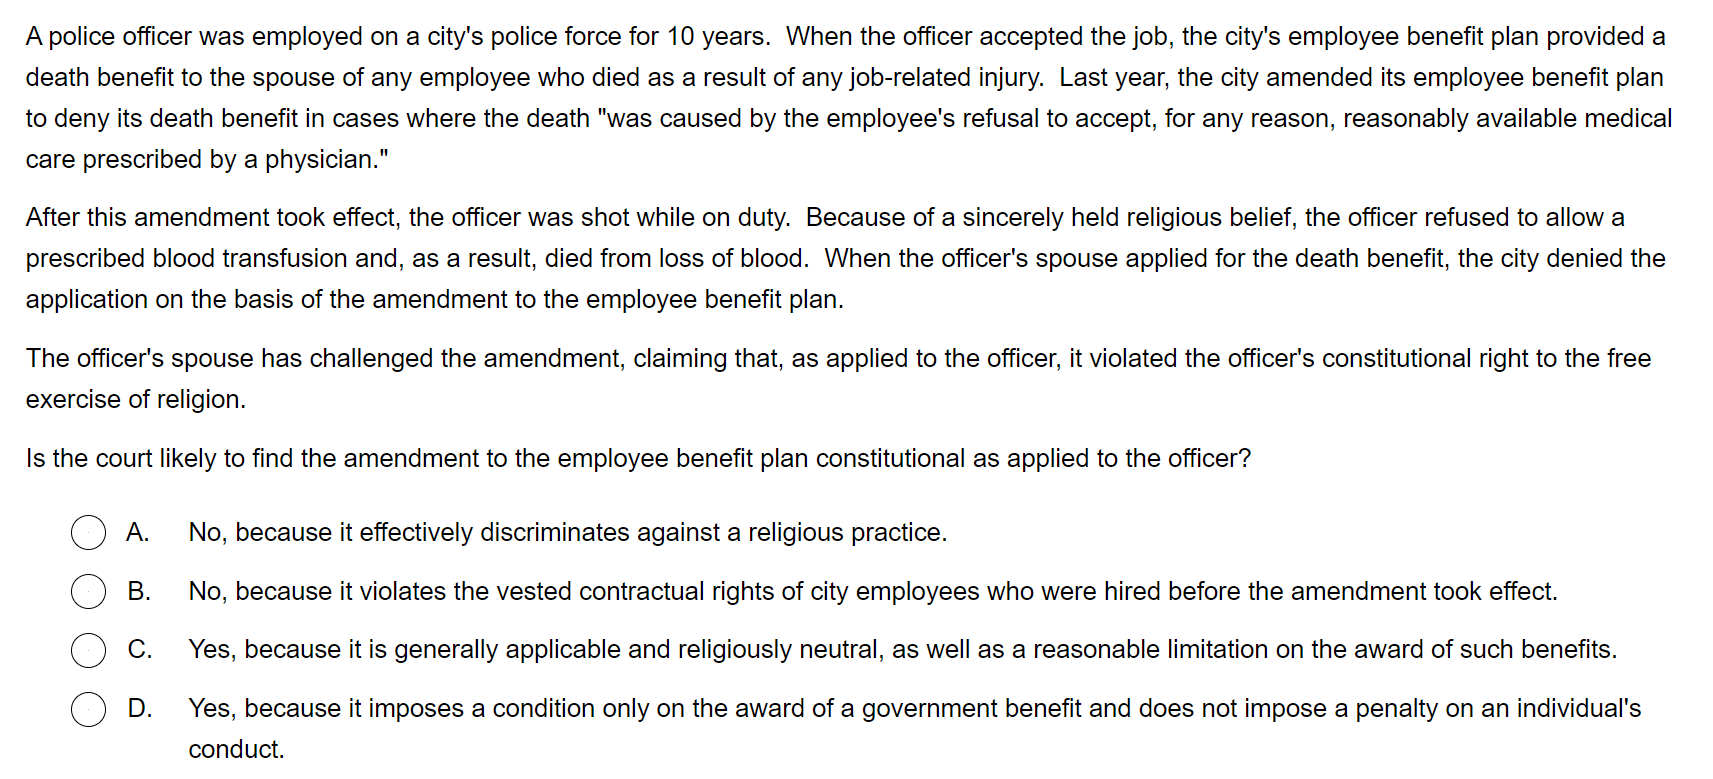 A police officer was employed on a city's police force for 10 years.  When the officer accepted the job, the city's employee benefit plan provided a
death benefit to the spouse of any employee who died as a result of any job-related injury.  Last year, the city amended its employee benefit plan
to deny its death benefit in cases where the death "was caused by the employee's refusal to accept, for any reason, reasonably available medical
care prescribed by a physician."
After this amendment took effect, the officer was shot while on duty.  Because of a sincerely held religious belief, the officer refused to allow a
prescribed blood transfusion and, as a result, died from loss of blood.  When the officer's spouse applied for the death benefit, the city denied the
application on the basis of the amendment to the employee benefit plan.
The officer's spouse has challenged the amendment, claiming that, as applied to the officer, it violated the officer's constitutional right to the free
exercise of religion.
Is the court likely to find the amendment to the employee benefit plan constitutional as applied to the officer?
A. No, because it effectively discriminates against a religious practice.
B. No, because it violates the vested contractual rights of city employees who were hired before the amendment took effect.
C. Yes, because it is generally applicable and religiously neutral, as well as a reasonable limitation on the award of such benefits.
D. Yes, because it imposes a condition only on the award of a government benefit and does not impose a penalty on an individual's
conduct.